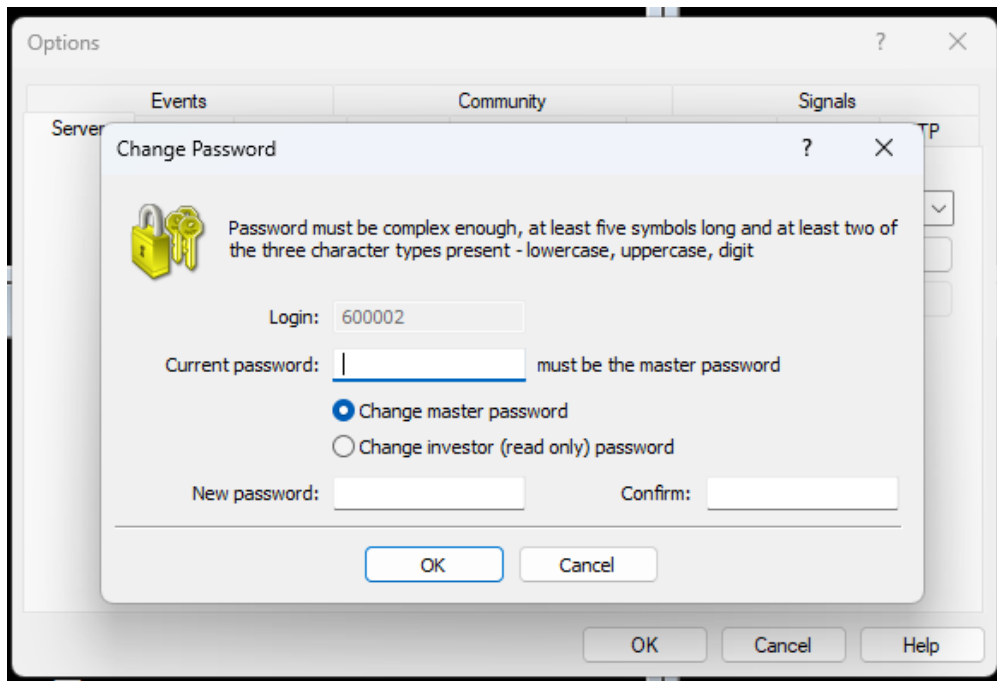 Options
Events Community Signals
Server TP
Change Password
Password must be complex enough, at least five symbols long and at least two of
the three character types present - lowercase, uppercase, digit
Login: 600002
Current password: must be the master password
Change master password
Change investor (read only) password
New password: Confirm:
OK Cancel
OK Cancel Help